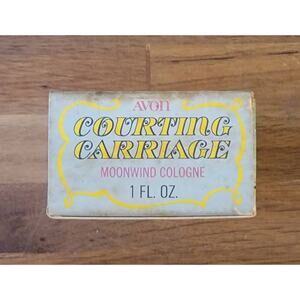 AVON
COURTING
CARRIAGE
MOONWIND COLOGNE
1 FL. OZ.